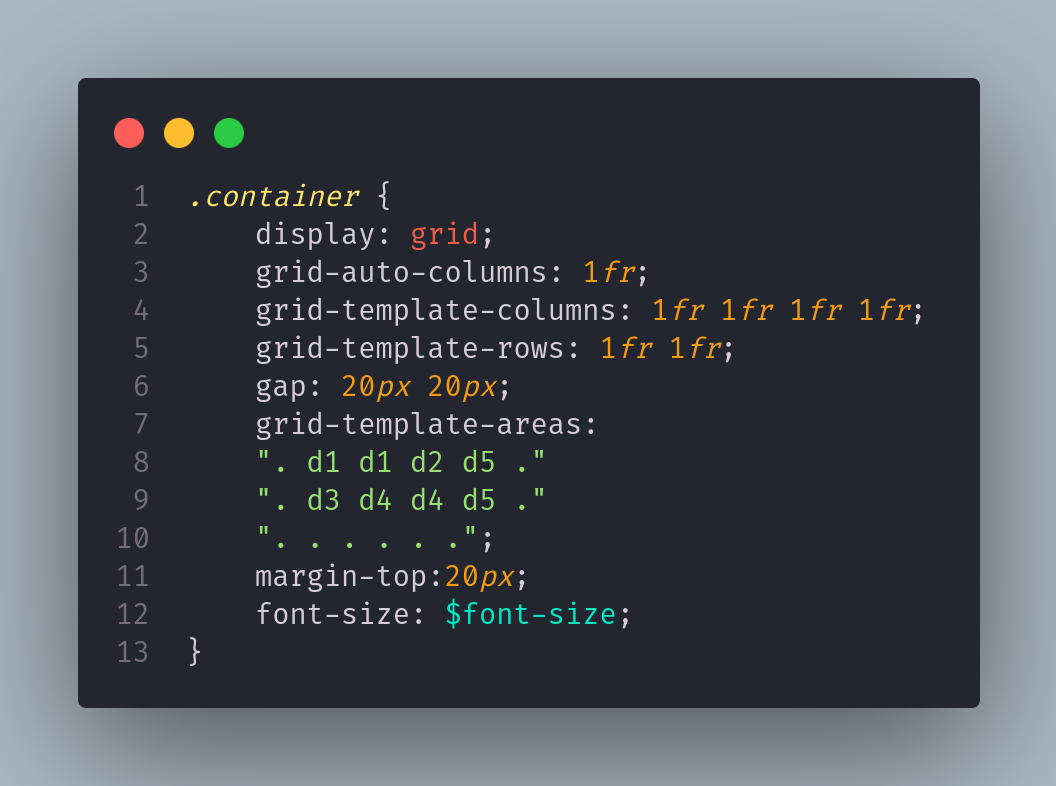 1 .container {
2 display: grid;
3 grid-auto-columns: 1fr;
4 grid-template-columns: 1fr 1fr 1fr 1fr;
5 grid-template-rows: 1fr 1fr;
6 gap: 20px 20px;
7 grid-template-areas:
8 ". d1 d1 d2 d5 ."
9 ". d3 d4 d4 d5 ."
10 ". . . . . .";
11 margin-top:20px;
12 font-size: $font-size;
13 }